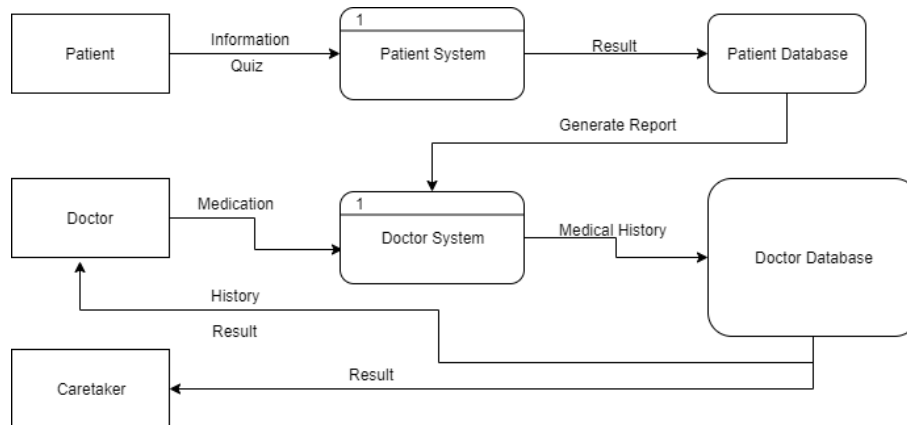 1
Patient
Information
Quiz
Patient System
Result
Patient Database
Generate Report
1
Doctor
Medication
Doctor System
Medical History
Doctor Database
History
Result
Caretaker
Result